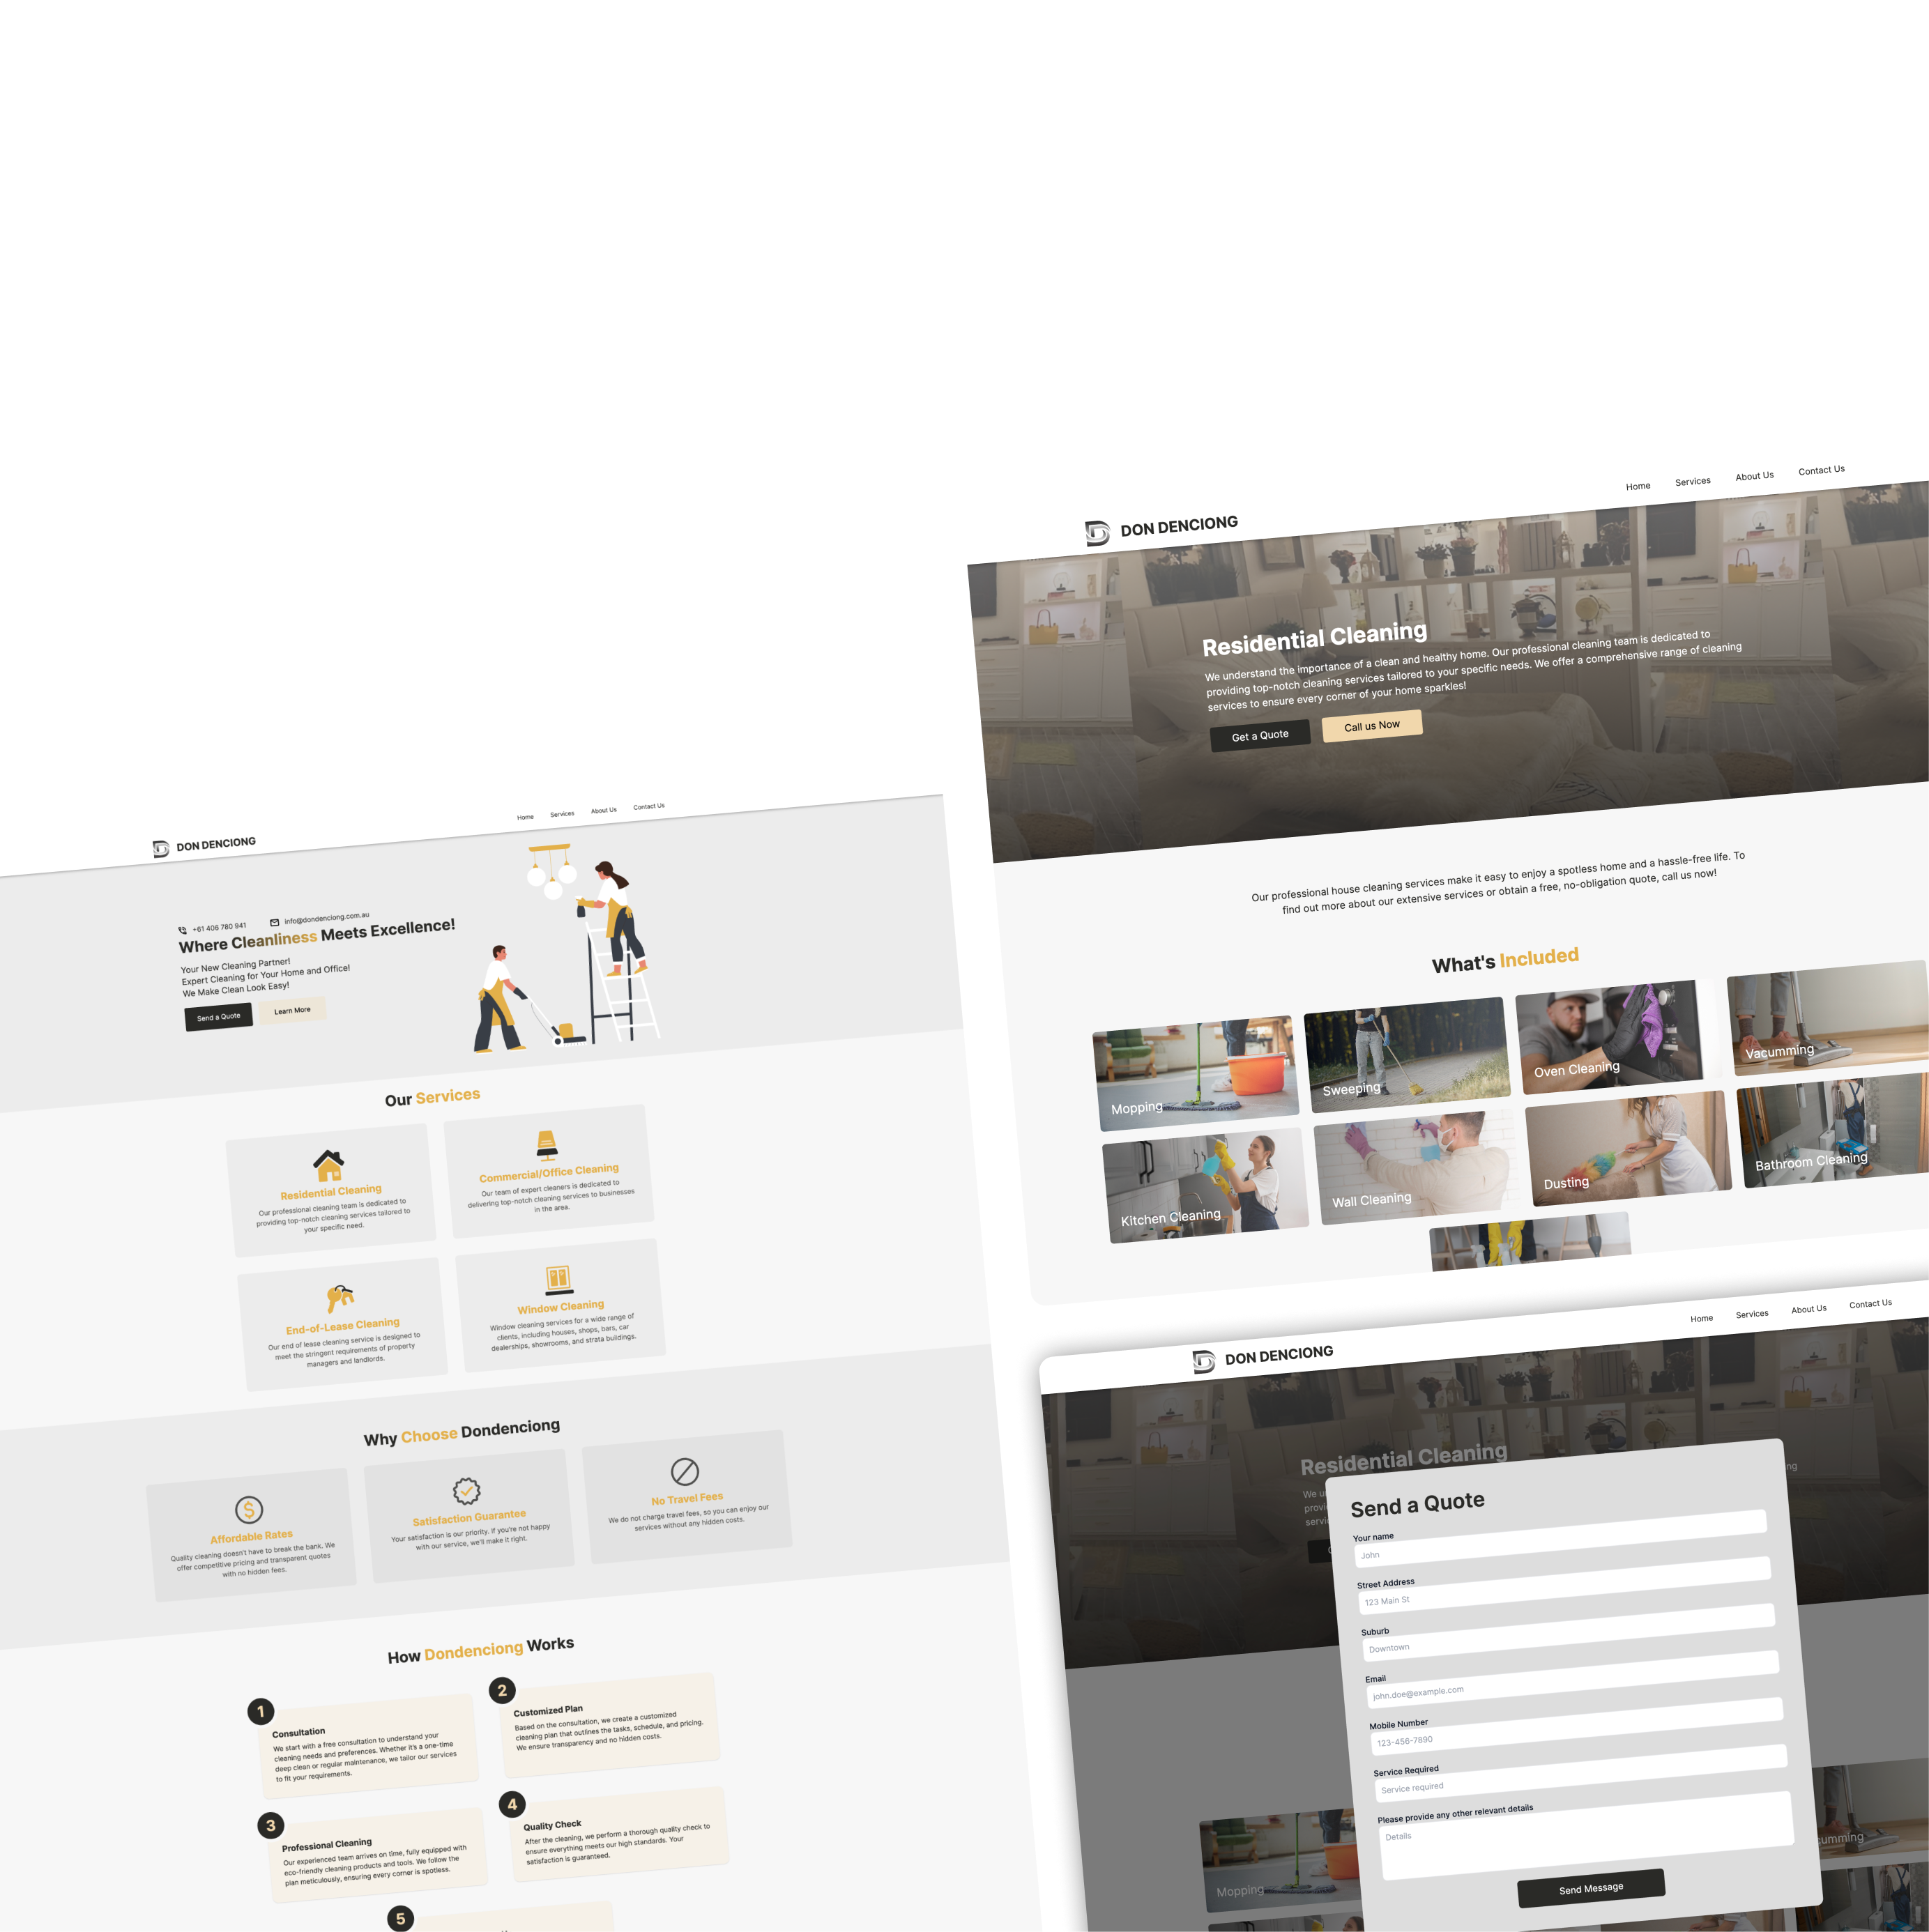 Home Services About Us Contact Us
DON DENCIONG
+61 406 780 941 info@dondenciong.com.au
Where Cleanliness Meets Excellence!
Your New Cleaning Partner!
Expert Cleaning for Your Home and Office!
We Make Clean Look Easy!
Send a Quote Learn More
Our Services
Residential Cleaning
Our professional cleaning team is dedicated to
providing top-notch cleaning services tailored to
your specific need.
Commercial/Office Cleaning
Our team of expert cleaners is dedicated to
delivering top-notch cleaning services to businesses
in the area.
End-of-Lease Cleaning
Our end of lease cleaning service is designed to
meet the stringent requirements of property
managers and landlords.
Window Cleaning
Window cleaning services for a wide range of
clients, including houses, shops, bars, car
dealerships, showrooms, and strata buildings.
Why Choose Dondenciong
Affordable Rates
Quality cleaning doesn't have to break the bank. We
offer competitive pricing and transparent quotes
with no hidden fees.
Satisfaction Guarantee
Your satisfaction is our priority. If you're not happy
with our service, we'll make it right.
No Travel Fees
We do not charge travel fees, so you can enjoy our
services without any hidden costs.
How Dondenciong Works
1
Consultation
We start with a free consultation to understand your
cleaning needs and preferences. Whether it's a one-time
deep clean or regular maintenance, we tailor our services
to fit your requirements.
2
Customized Plan
Based on the consultation, we create a customized
cleaning plan that outlines the tasks, schedule, and pricing.
We ensure transparency and no hidden costs.
3
Professional Cleaning
Our experienced team arrives on time, fully equipped with
eco-friendly cleaning products and tools. We follow the
plan meticulously, ensuring every corner is spotless.
4
Quality Check
After the cleaning, we perform a thorough quality check to
ensure everything meets our high standards. Your
satisfaction is guaranteed.
5
Home Services About Us Contact Us
DON DENCIONG
Residential Cleaning
We understand the importance of a clean and healthy home. Our professional cleaning team is dedicated to
providing top-notch cleaning services tailored to your specific needs. We offer a comprehensive range of cleaning
services to ensure every corner of your home sparkles!
Get a Quote Call us Now
Our professional house cleaning services make it easy to enjoy a spotless home and a hassle-free life. To
find out more about our extensive services or obtain a free, no-obligation quote, call us now!
What's Included
Mopping
Sweeping
Oven Cleaning
Vacumming
Kitchen Cleaning
Wall Cleaning
Dusting
Bathroom Cleaning
Home Services About Us Contact Us
DON DENCIONG
Residential Cleaning
We
Send a Quote
Your name
John
Street Address
123 Main St
Suburb
Downtown
Email
john.doe@example.com
Mobile Number
123-456-7890
Service Required
Service required
Please provide any other relevant details
Details
Send Message
Mopping